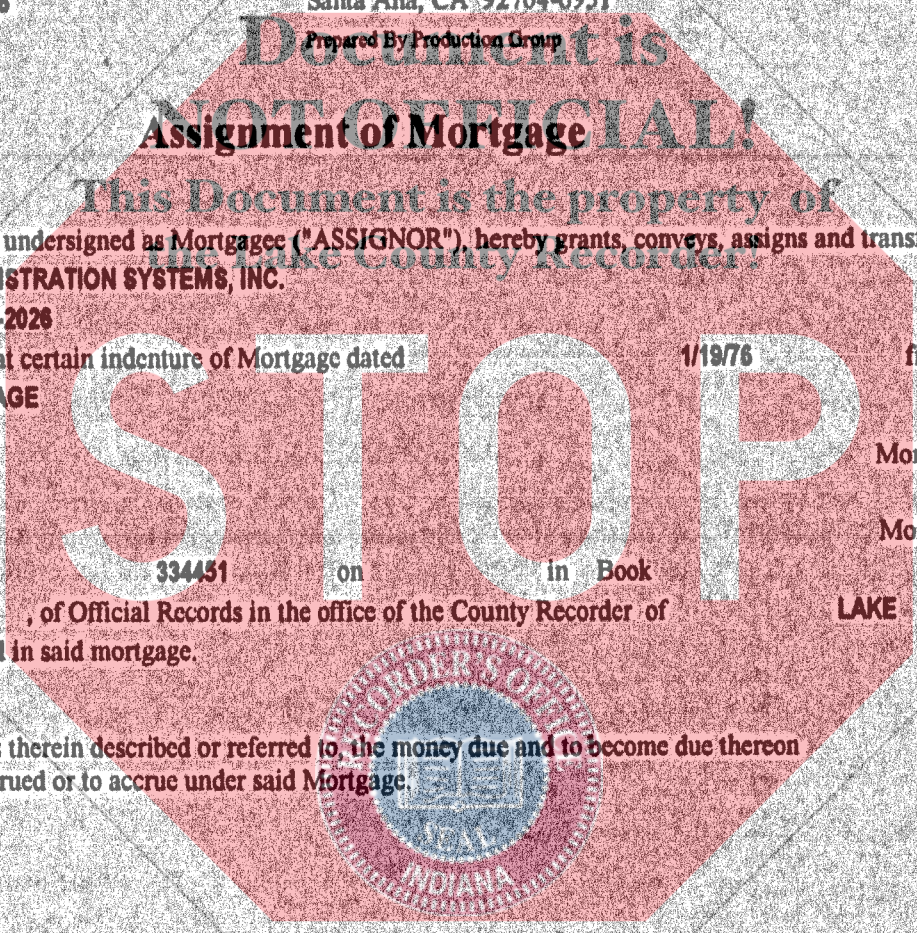 Santa Ana, CA 92704-0951
Document is
Prepared By Production Group
NOT OFFICIAL!
Assignment of Mortgage
This Document is the property of
undersigned as Mortgagee ("ASSIGNOR"), hereby grants, conveys, assigns and trans
the Lake County Recorder!
ISTRATION SYSTEMS, INC.
-2026
at certain indenture of Mortgage dated 1/19/76 f
AGE
STOP
Mor
Mo
334451 on in Book
, of Official Records in the office of the County Recorder of LAKE
in said mortgage.
RECORDER'S OFFICE
therein described or referred to, the money due and to become due thereon
rued or to accrue under said Mortgage.
SEAL
INDIANA